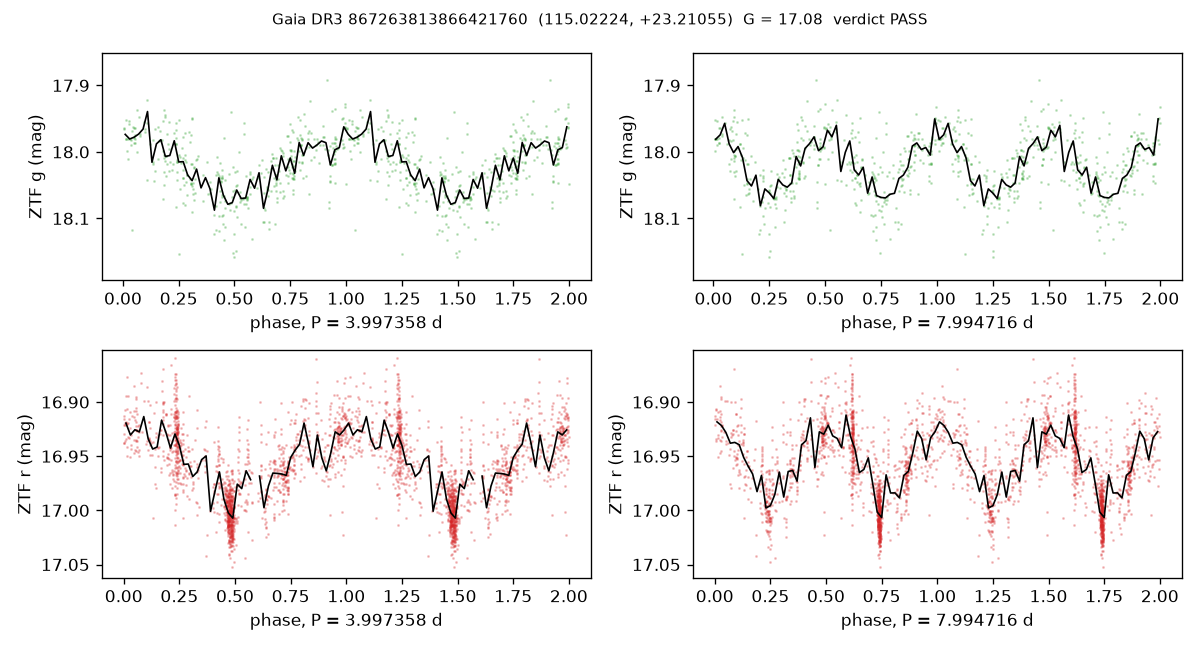 Gaia DR3 867263813866421760 (115.02224, +23.21055) G = 17.08 verdict PASS
ZTF g (mag)
17.9
18.0
18.1
0.00 0.25 0.50 0.75 1.00 1.25 1.50 1.75 2.00
phase, P = 3.997358 d
ZTF g (mag)
17.9
18.0
18.1
0.00 0.25 0.50 0.75 1.00 1.25 1.50 1.75 2.00
phase, P = 7.994716 d
ZTF r (mag)
16.90
16.95
17.00
17.05
0.00 0.25 0.50 0.75 1.00 1.25 1.50 1.75 2.00
phase, P = 3.997358 d
ZTF r (mag)
16.90
16.95
17.00
17.05
0.00 0.25 0.50 0.75 1.00 1.25 1.50 1.75 2.00
phase, P = 7.994716 d